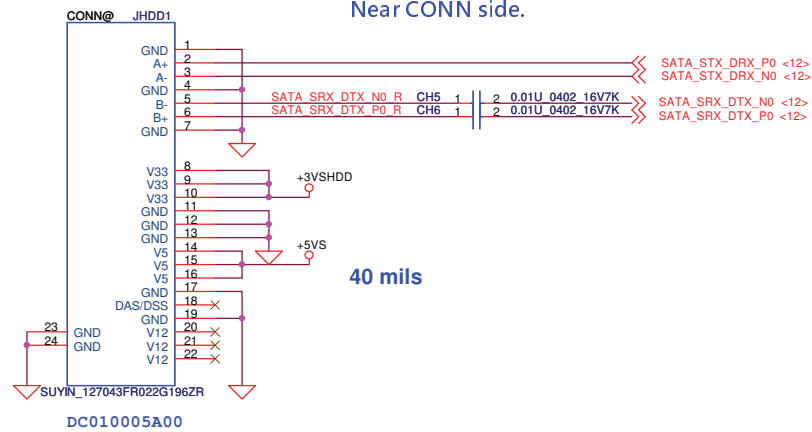 Near CONN side.
CONN@ JHDD1
GND 1
A+ 2 SATA_STX_DRX_P0 <12>
A- 3 SATA_STX_DRX_N0 <12>
GND 4
B- 5 SATA_SRX_DTX_N0_R CH5 1 2 0.01U_0402_16V7K SATA_SRX_DTX_N0 <12>
B+ 6 SATA_SRX_DTX_P0_R CH6 1 2 0.01U_0402_16V7K SATA_SRX_DTX_P0 <12>
GND 7
V33 8
V33 9 +3VSHDD
V33 10
GND 11
GND 12
GND 13
V5 14 +5VS
V5 15
V5 16 40 mils
GND 17
DAS/DSS 18
GND 19
23 GND V12 20
24 GND V12 21
V12 22
SUYIN_127043FR022G196ZR
DC010005A00